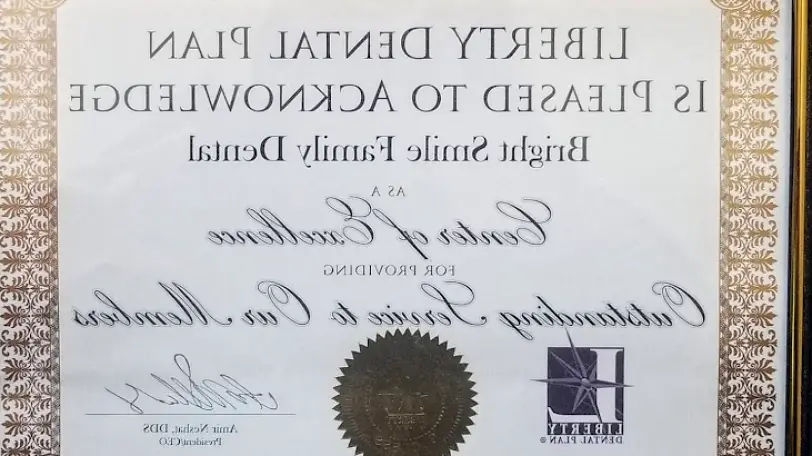 LIBERTY DENTAL PLAN
IS PLEASED TO ACKNOWLEDGE
Bright Smile Family Dental
AS A
Center of Excellence
FOR PROVIDING
Outstanding Service to Our Members
LIBERTY
DENTAL PLAN®
Amir Neshat, DDS
President/CEO